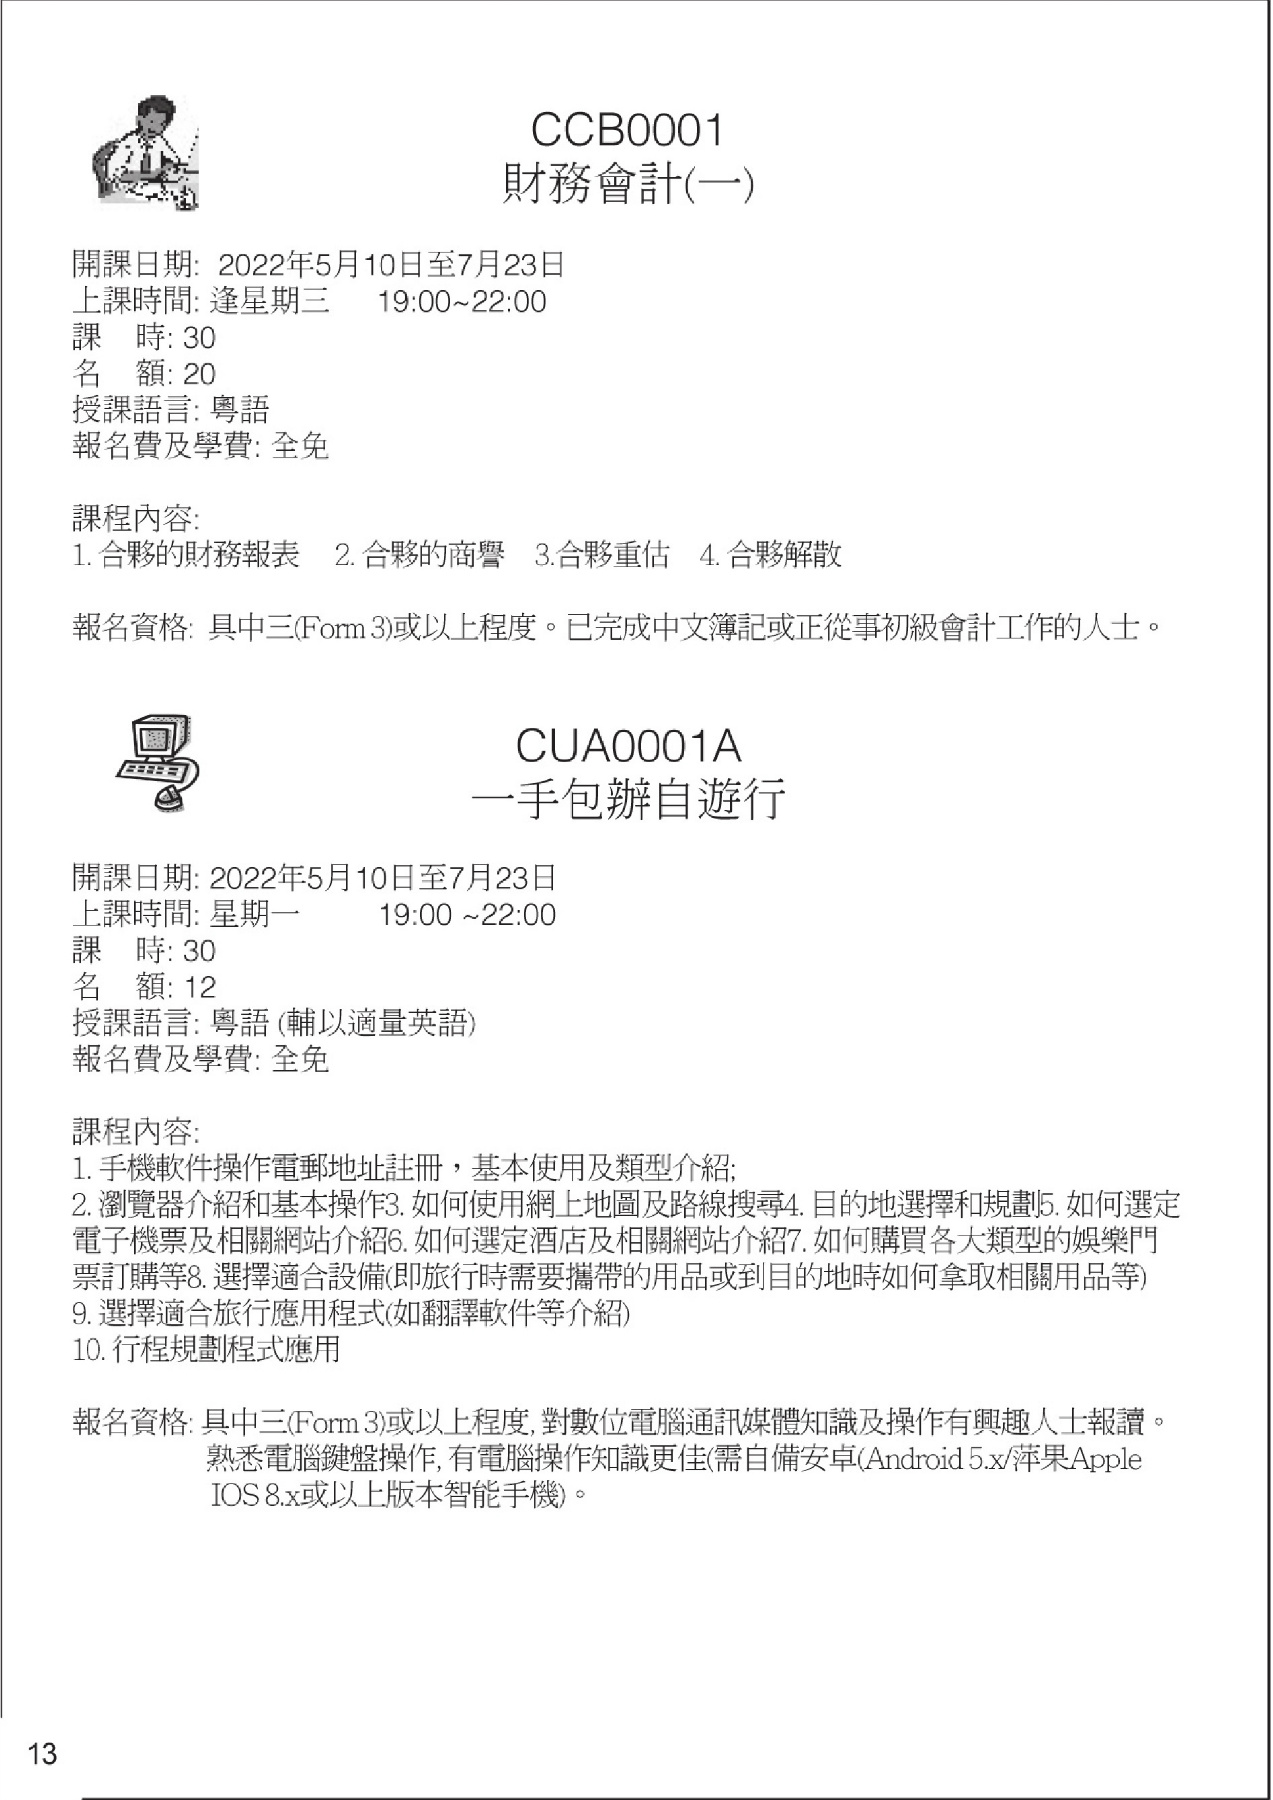 CCB0001
財務會計(一)
開課日期: 2022年5月10日至7月23日
上課時間: 逢星期三 19:00~22:00
課 時: 30
名 額: 20
授課語言: 粵語
報名費及學費: 全免
課程內容:
1. 合夥的財務報表 2. 合夥的商譽 3.合夥重估 4. 合夥解散
報名資格: 具中三(Form 3)或以上程度。已完成中文簿記或正從事初級會計工作的人士。
CUA0001A
一手包辦自遊行
開課日期: 2022年5月10日至7月23日
上課時間: 星期一 19:00 ~22:00
課 時: 30
名 額: 12
授課語言: 粵語 (輔以適量英語)
報名費及學費: 全免
課程內容:
1. 手機軟件操作電郵地址註冊，基本使用及類型介紹;
2. 瀏覽器介紹和基本操作3. 如何使用網上地圖及路線搜尋4. 目的地選擇和規劃5. 如何選定
電子機票及相關網站介紹6. 如何選定酒店及相關網站介紹7. 如何購買各大類型的娛樂門
票訂購等8. 選擇適合設備(即旅行時需要攜帶的用品或到目的地時如何拿取相關用品等)
9. 選擇適合旅行應用程式(如翻譯軟件等介紹)
10. 行程規劃程式應用
報名資格: 具中三(Form 3)或以上程度, 對數位電腦通訊媒體知識及操作有興趣人士報讀。
熟悉電腦鍵盤操作, 有電腦操作知識更佳(需自備安卓(Android 5.x/萍果Apple
IOS 8.x或以上版本智能手機)。
13